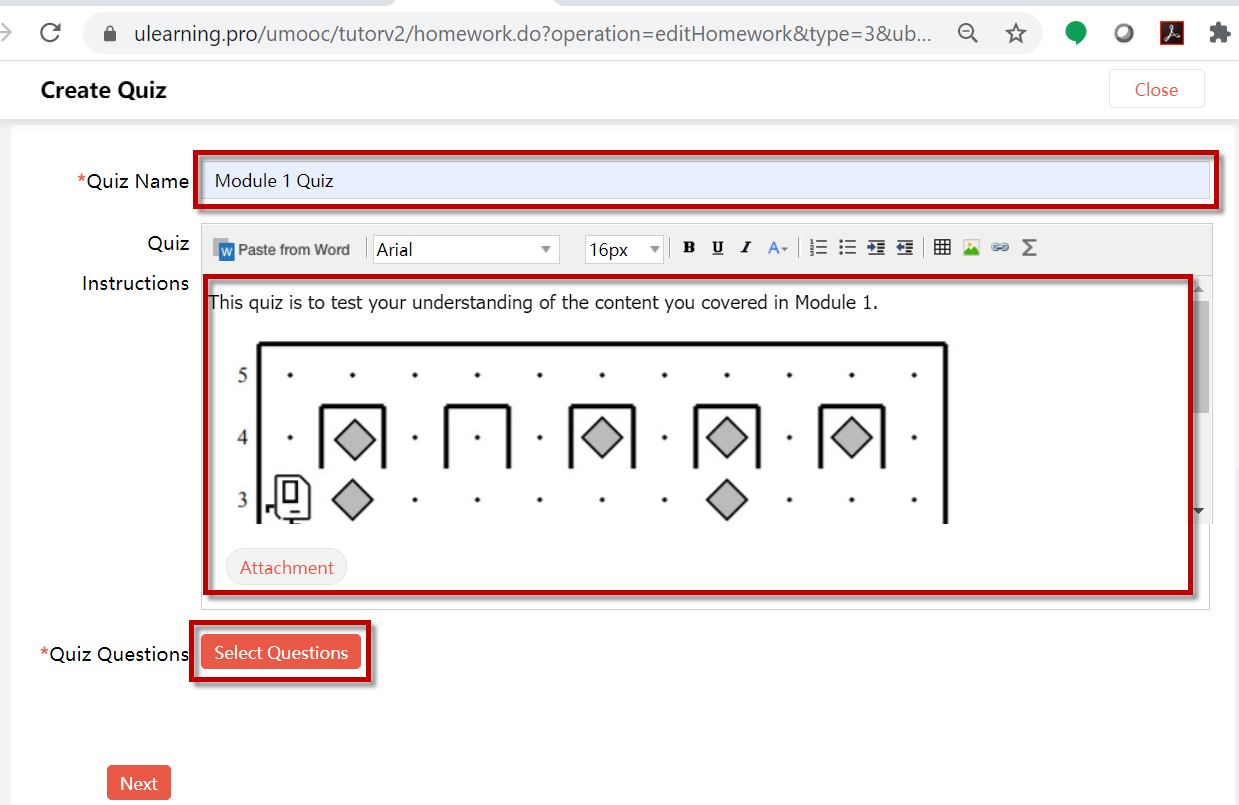 ulearning.pro/umooc/tutorv2/homework.do?operation=editHomework&type=3&ub...
Create Quiz
Close
*Quiz Name
Module 1 Quiz
Quiz
Instructions
W Paste from Word
Arial
16px
B U I A
Σ
This quiz is to test your understanding of the content you covered in Module 1.
5
4
3
Attachment
*Quiz Questions
Select Questions
Next